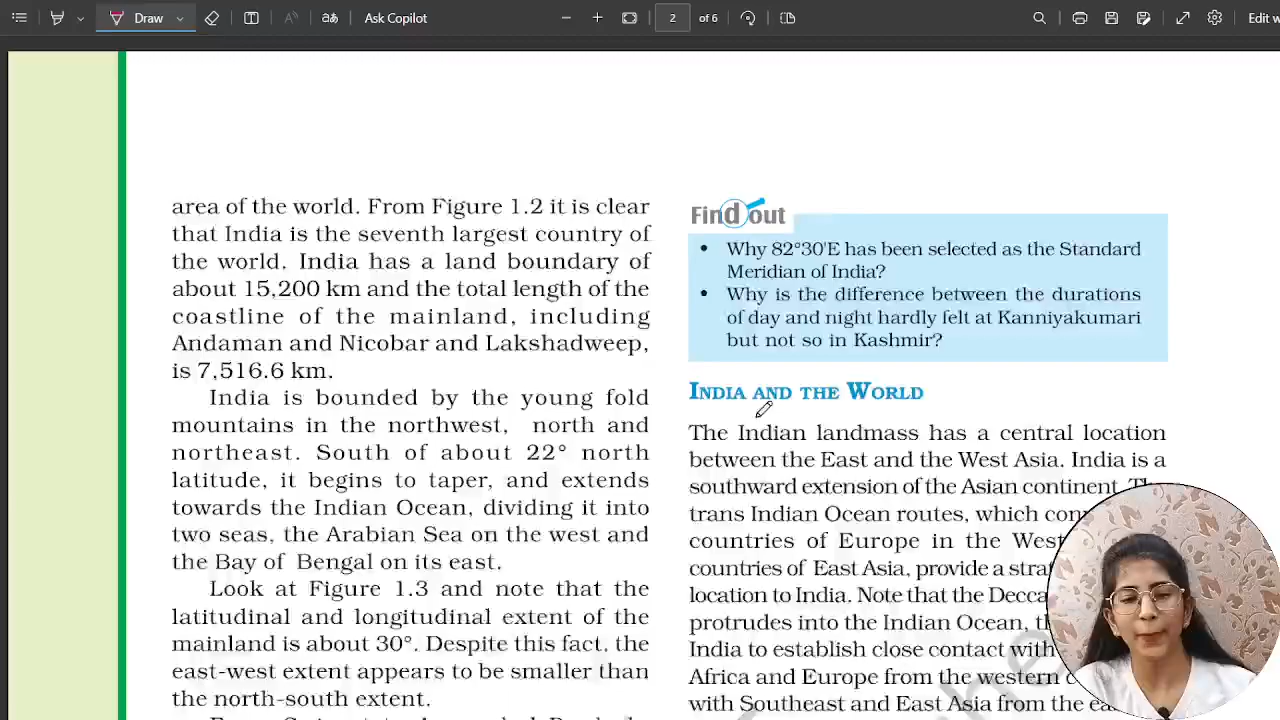 Draw
aあ
Ask Copilot
2
of 6
Edit w
area of the world. From Figure 1.2 it is clear
that India is the seventh largest country of
the world. India has a land boundary of
about 15,200 km and the total length of the
coastline of the mainland, including
Andaman and Nicobar and Lakshadweep,
is 7,516.6 km.
India is bounded by the young fold
mountains in the northwest, north and
northeast. South of about 22° north
latitude, it begins to taper, and extends
towards the Indian Ocean, dividing it into
two seas, the Arabian Sea on the west and
the Bay of Bengal on its east.
Look at Figure 1.3 and note that the
latitudinal and longitudinal extent of the
mainland is about 30°. Despite this fact, the
east-west extent appears to be smaller than
the north-south extent.
Find out
• Why 82°30'E has been selected as the Standard
Meridian of India?
• Why is the difference between the durations
of day and night hardly felt at Kanniyakumari
but not so in Kashmir?
INDIA AND THE WORLD
The Indian landmass has a central location
between the East and the West Asia. India is a
southward extension of the Asian continent. Th
trans Indian Ocean routes, which con
countries of Europe in the West
countries of East Asia, provide a strat
location to India. Note that the Decca
protrudes into the Indian Ocean, th
India to establish close contact with
Africa and Europe from the western c
with Southeast and East Asia from the ea